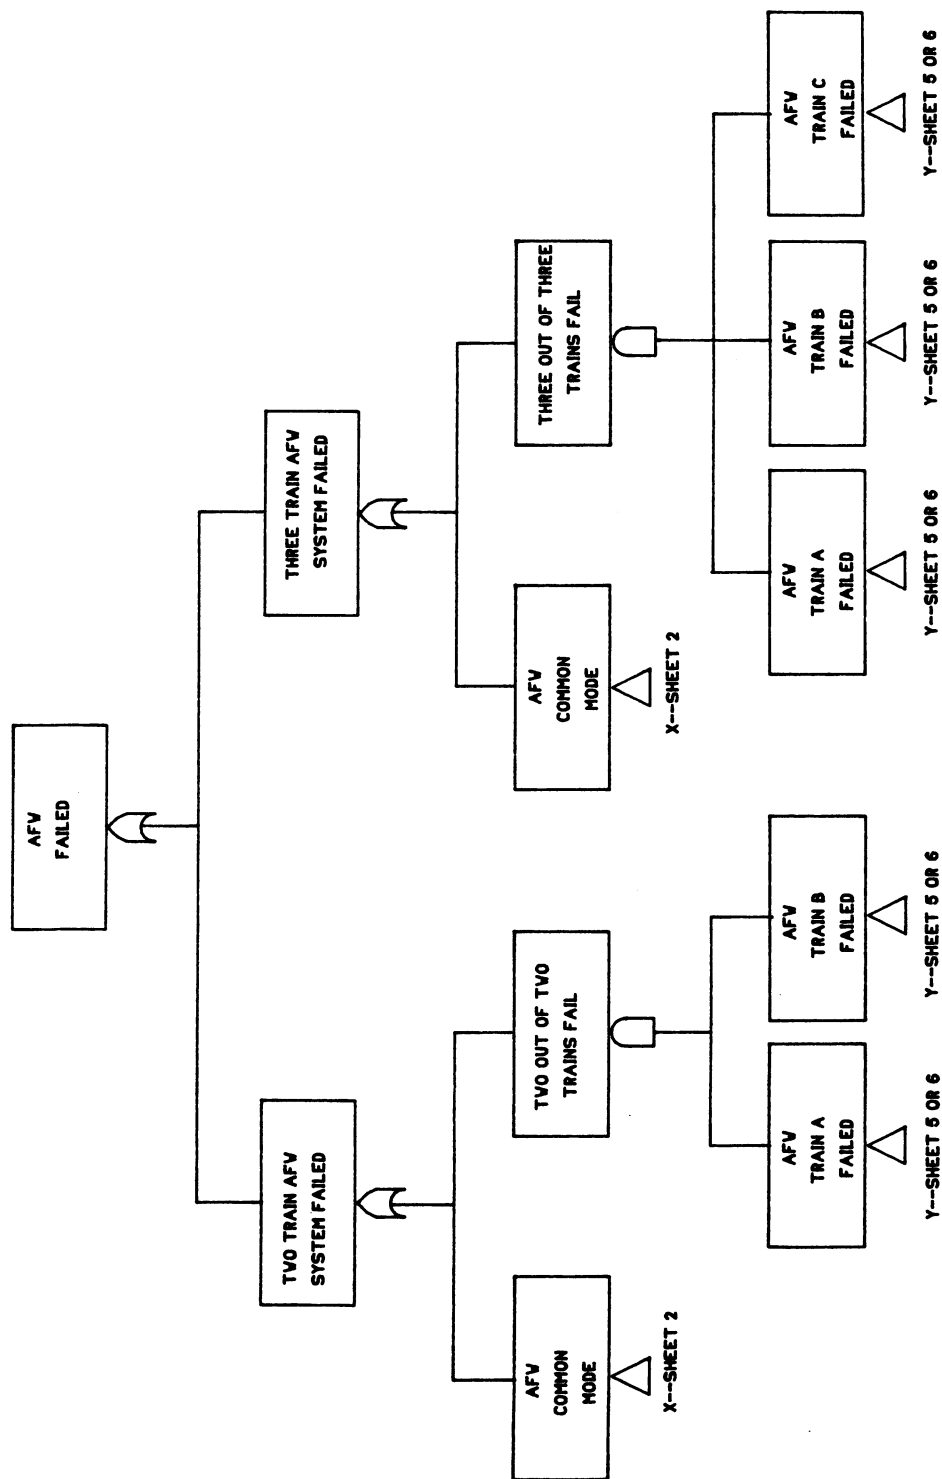 AFW
FAILED
TWO TRAIN AFW
SYSTEM FAILED
THREE TRAIN AFW
SYSTEM FAILED
AFW
COMMON
MODE
X--SHEET 2
TWO OUT OF TWO
TRAINS FAIL
AFW
COMMON
MODE
X--SHEET 2
THREE OUT OF THREE
TRAINS FAIL
AFW
TRAIN A
FAILED
Y--SHEET 5 OR 6
AFW
TRAIN B
FAILED
Y--SHEET 5 OR 6
AFW
TRAIN A
FAILED
Y--SHEET 5 OR 6
AFW
TRAIN B
FAILED
Y--SHEET 5 OR 6
AFW
TRAIN C
FAILED
Y--SHEET 5 OR 6